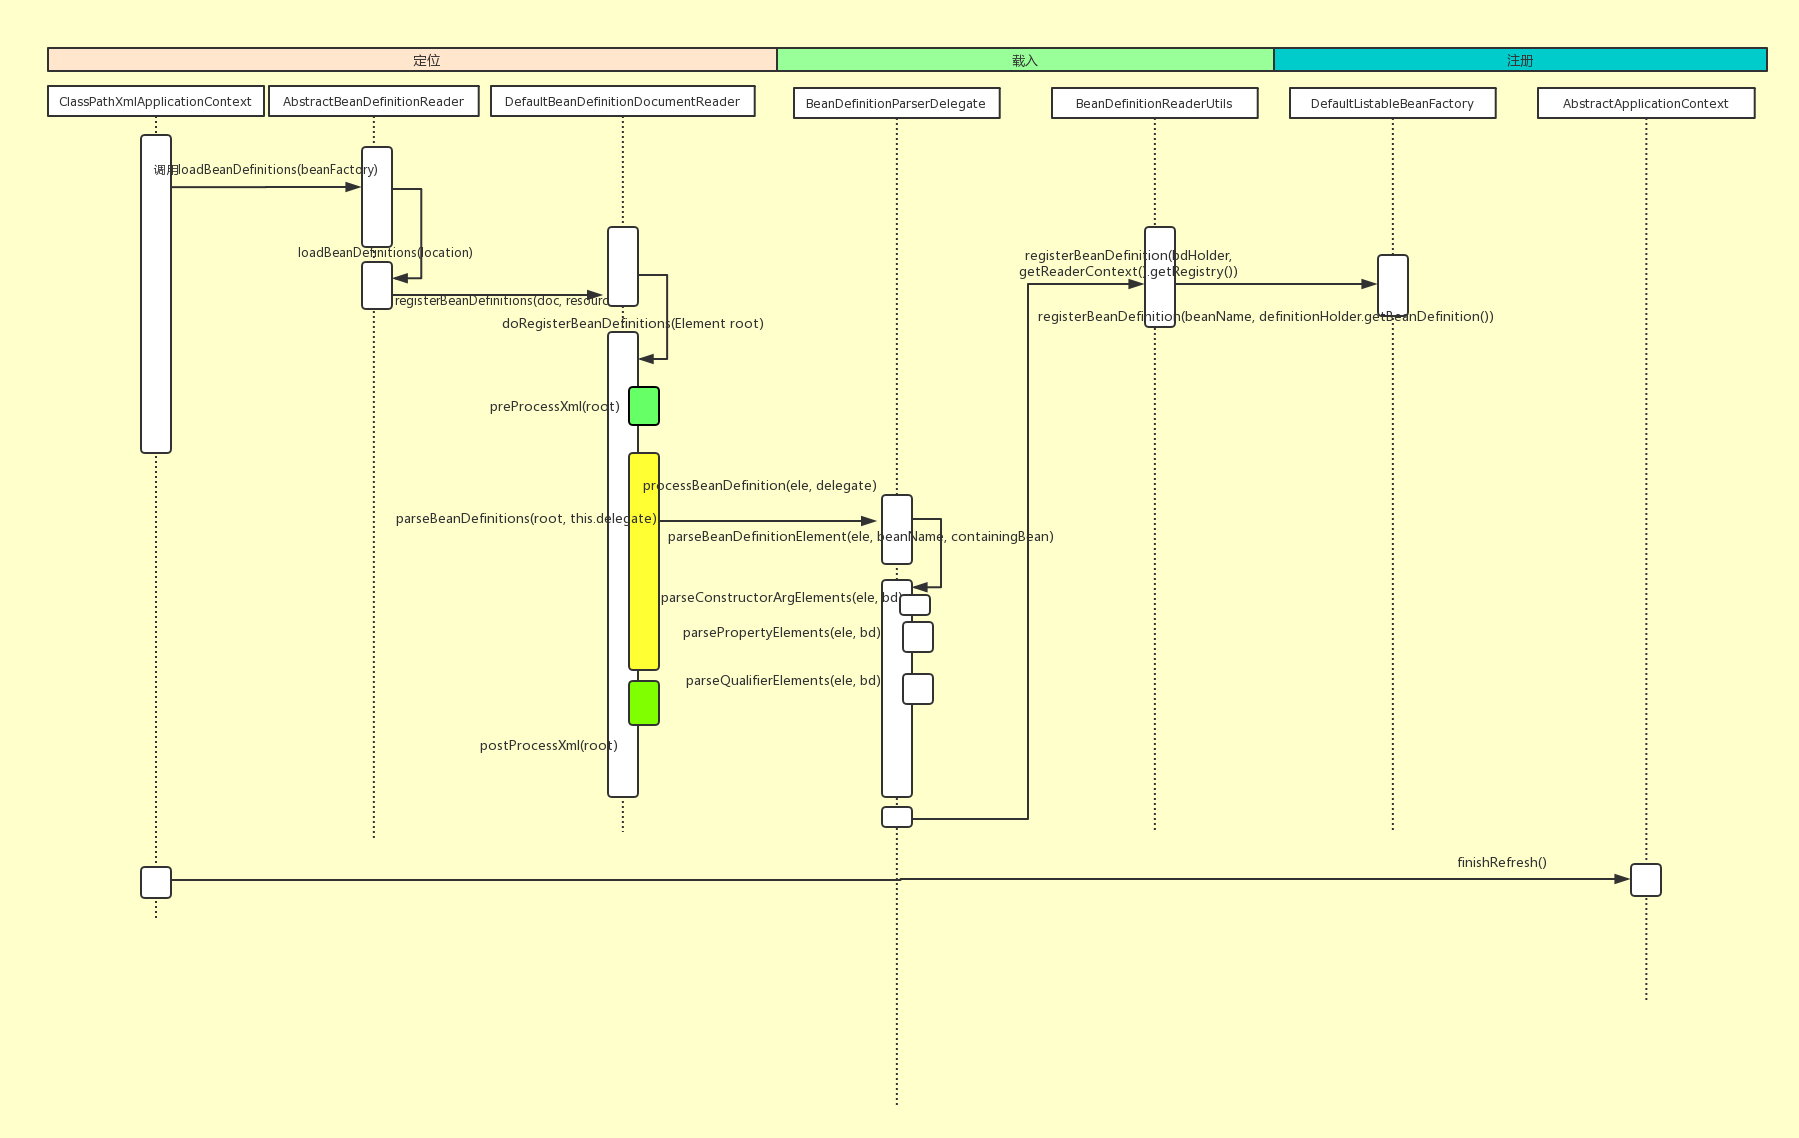 定位
载入
注册
ClassPathXmlApplicationContext
AbstractBeanDefinitionReader
DefaultBeanDefinitionDocumentReader
BeanDefinitionParserDelegate
BeanDefinitionReaderUtils
DefaultListableBeanFactory
AbstractApplicationContext
调用loadBeanDefinitions(beanFactory)
loadBeanDefinitions(location)
registerBeanDefinition(bdHolder,
getReaderContext().getRegistry())
registerBeanDefinitions(doc, resourc
registerBeanDefinition(beanName, definitionHolder.getBeanDefinition())
doRegisterBeanDefinitions(Element root)
preProcessXml(root)
processBeanDefinition(ele, delegate)
parseBeanDefinitions(root, this.delegate)
parseBeanDefinitionElement(ele, beanName, containingBean)
parseConstructorArgElements(ele, bd)
parsePropertyElements(ele, bd)
parseQualifierElements(ele, bd)
postProcessXml(root)
finishRefresh()